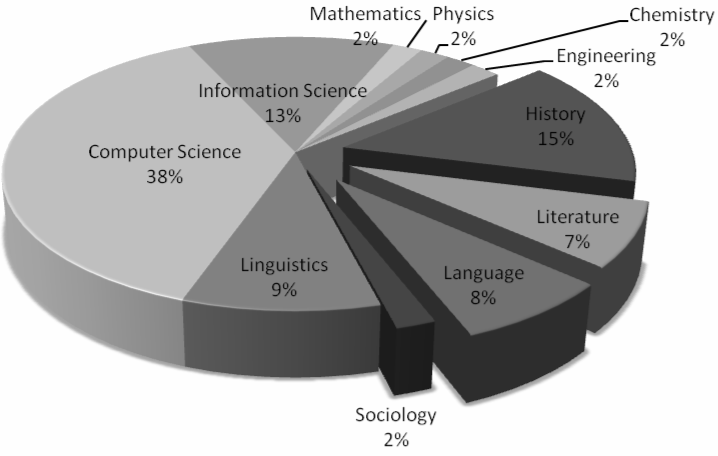 Mathematics
2%
Physics
2%
Chemistry
2%
Engineering
2%
History
15%
Literature
7%
Language
8%
Sociology
2%
Linguistics
9%
Computer Science
38%
Information Science
13%